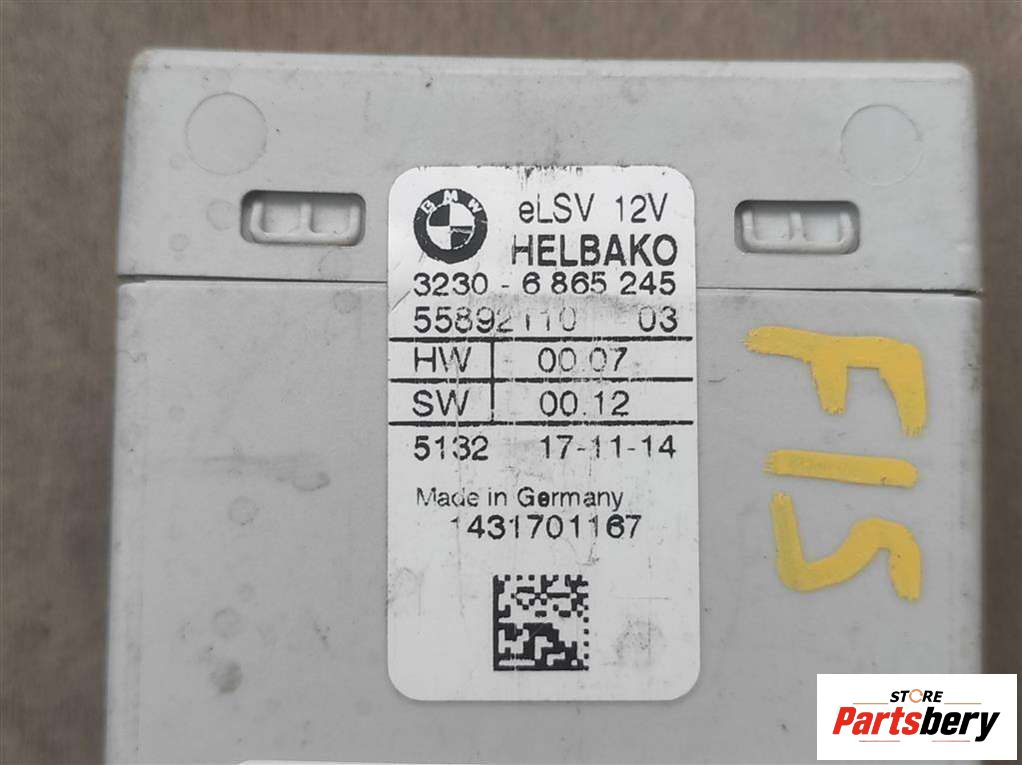 BMW
eLSV 12V
HELBAKO
3230 - 6 865 245
55892110 03
HW 00.07
SW 00.12
5132 17-11-14
Made in Germany
1431701167
F15
STORE
Partsbery